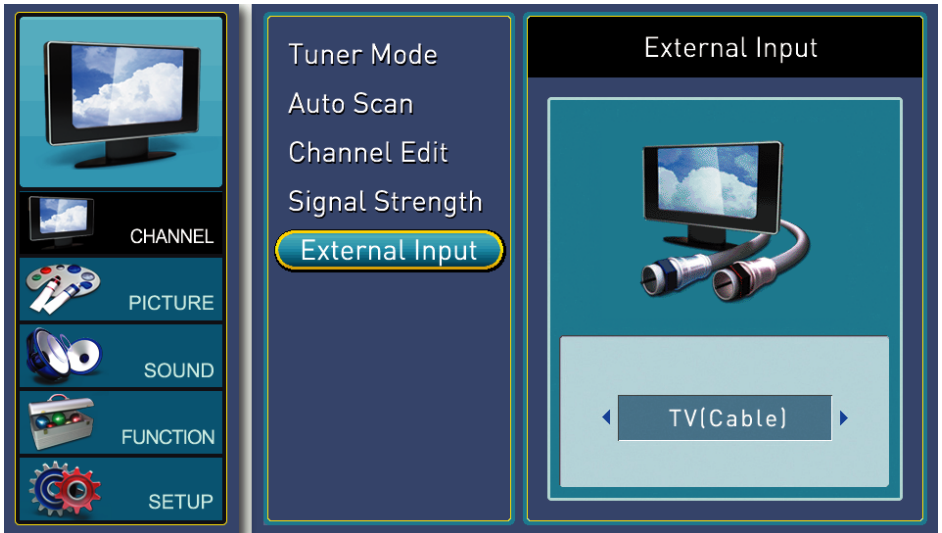 CHANNEL
PICTURE
SOUND
FUNCTION
SETUP
Tuner Mode
Auto Scan
Channel Edit
Signal Strength
External Input
External Input
TV(Cable)